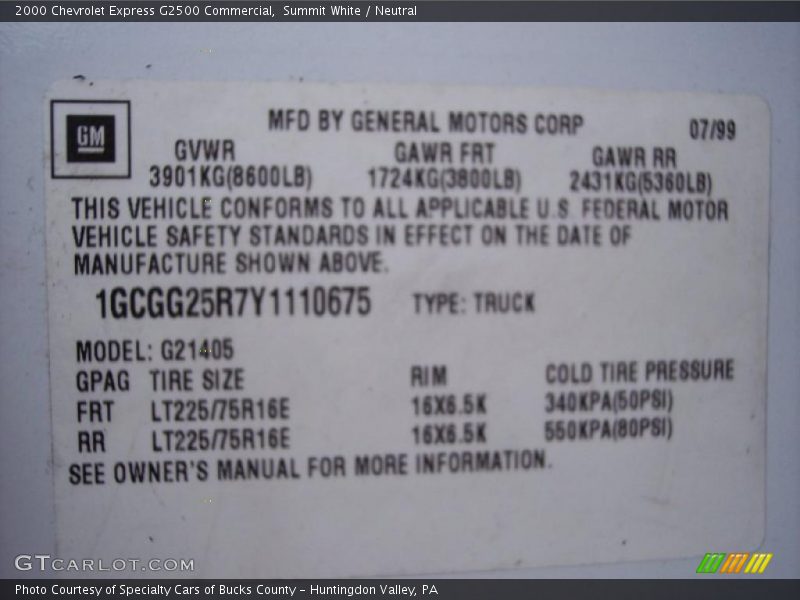 2000 Chevrolet Express G2500 Commercial, Summit White / Neutral
GM
MFD BY GENERAL MOTORS CORP
07/99
GVWR GAWR FRT GAWR RR
3901KG(8600LB) 1724KG(3800LB) 2431KG(5360LB)
THIS VEHICLE CONFORMS TO ALL APPLICABLE U.S. FEDERAL MOTOR
VEHICLE SAFETY STANDARDS IN EFFECT ON THE DATE OF
MANUFACTURE SHOWN ABOVE.
1GCGG25R7Y1110675 TYPE: TRUCK
MODEL: G21405
GPAG TIRE SIZE RIM COLD TIRE PRESSURE
FRT LT225/75R16E 16X6.5K 340KPA(50PSI)
RR LT225/75R16E 16X6.5K 550KPA(80PSI)
SEE OWNER'S MANUAL FOR MORE INFORMATION.
GTCARLOT.COM
Photo Courtesy of Specialty Cars of Bucks County - Huntingdon Valley, PA